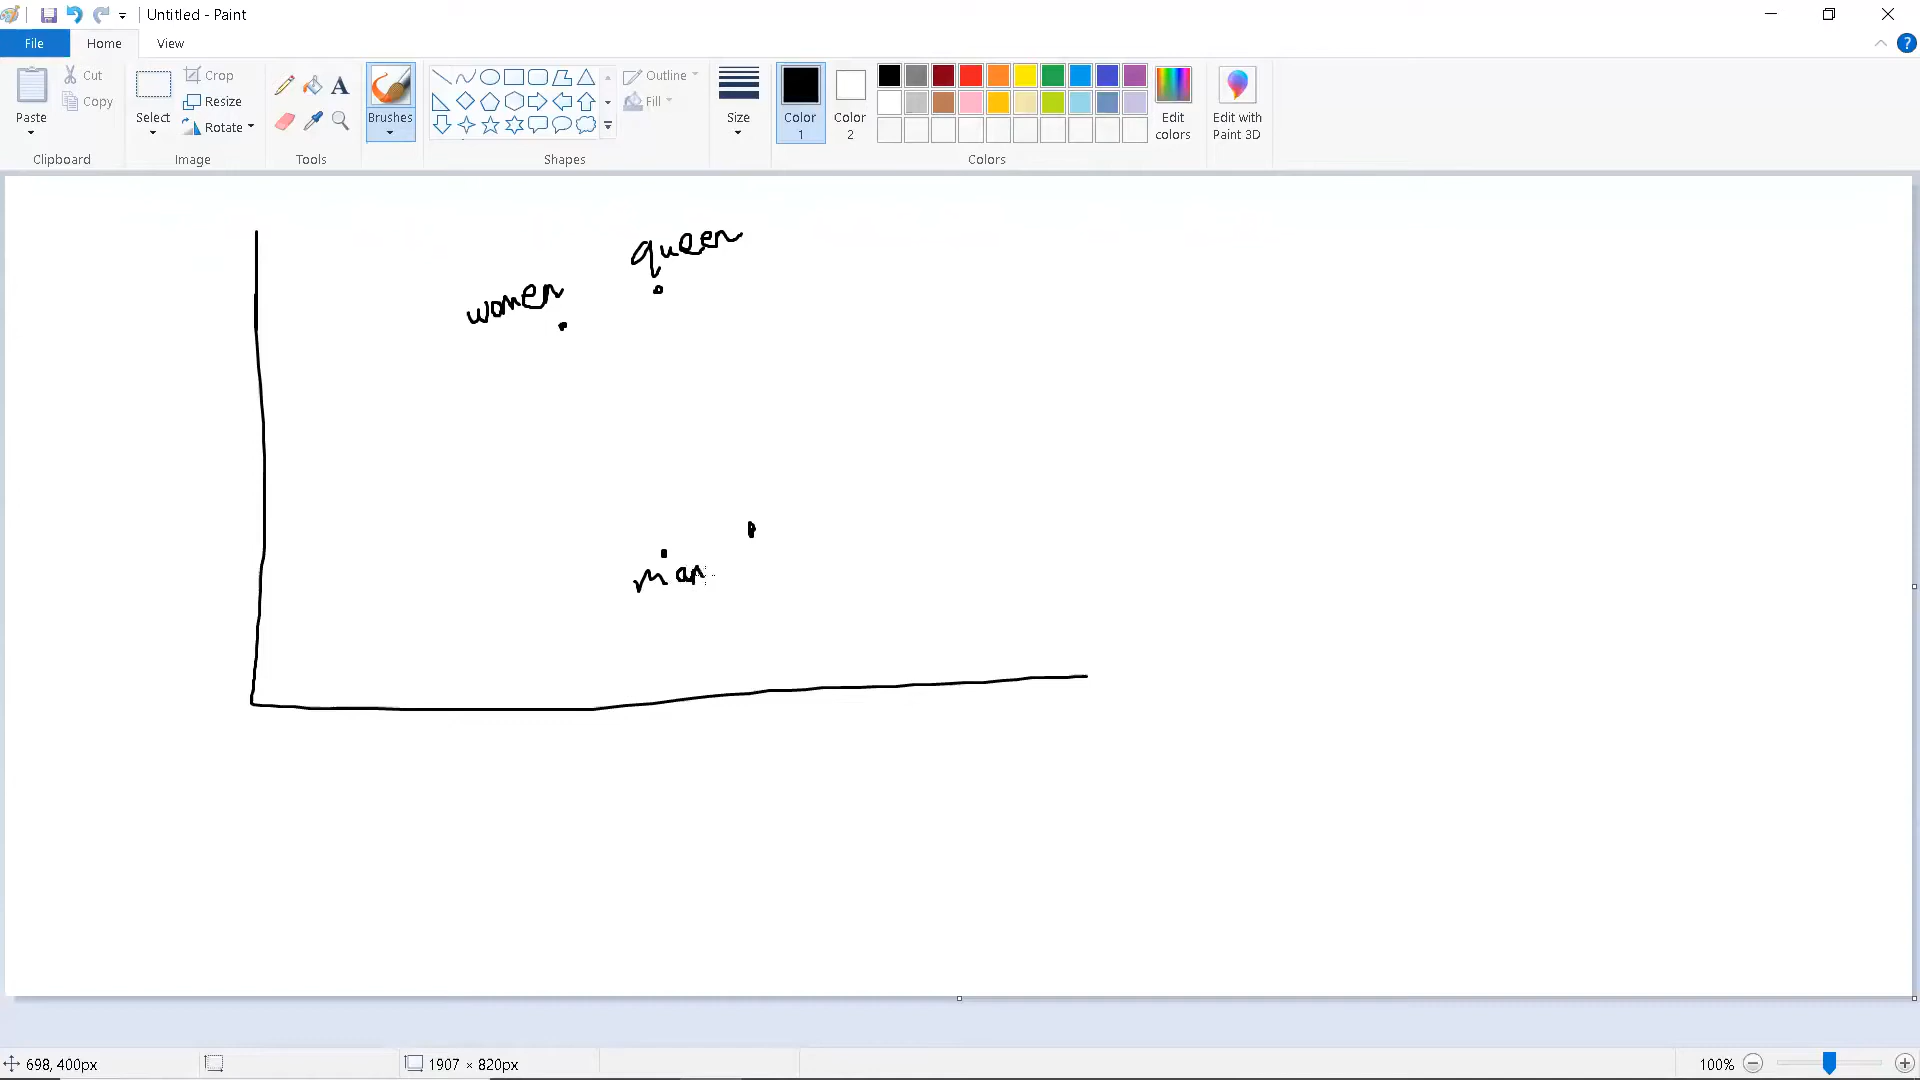 Untitled - Paint
File Home View
Paste
Cut
Copy
Clipboard
Select
Crop
Resize
Rotate
Image
A
Tools
Brushes
Outline
Fill
Shapes
Size
Color 1
Color 2
Edit colors
Colors
Edit with Paint 3D
?
queen
women
man
698, 400px
1907 × 820px
100%